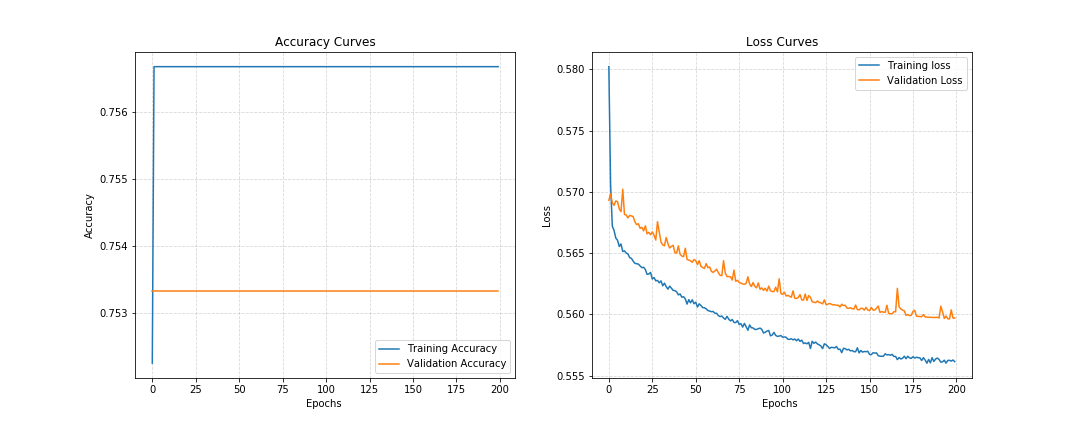 Accuracy Curves
Accuracy
0.756
0.755
0.754
0.753
0 25 50 75 100 125 150 175 200
Epochs
Training Accuracy
Validation Accuracy
Loss Curves
Loss
0.580
0.575
0.570
0.565
0.560
0.555
0 25 50 75 100 125 150 175 200
Epochs
Training loss
Validation Loss